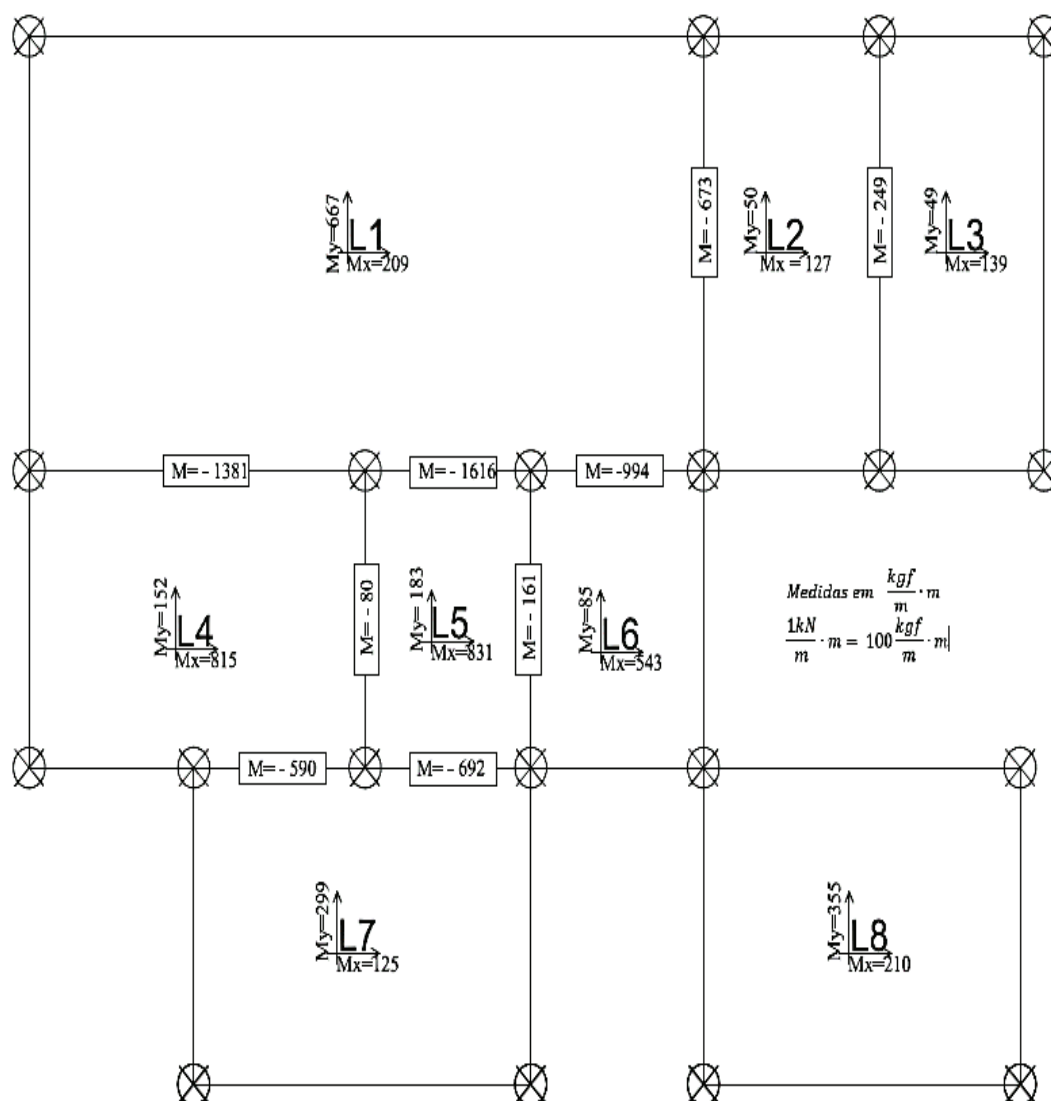 My=667
L1
Mx=209
M= - 673
My=50
L2
Mx = 127
M= - 249
My=49
L3
Mx=139
M= - 1381
M= - 1616
M= -994
My=152
L4
Mx=815
M= - 80
My= 183
L5
Mx=831
M= - 161
My=85
L6
Mx=543
Medidas em kgf/m · m
1kN/m · m = 100 kgf/m · m
M= - 590
M= - 692
My=299
L7
Mx=125
My=355
L8
Mx=210